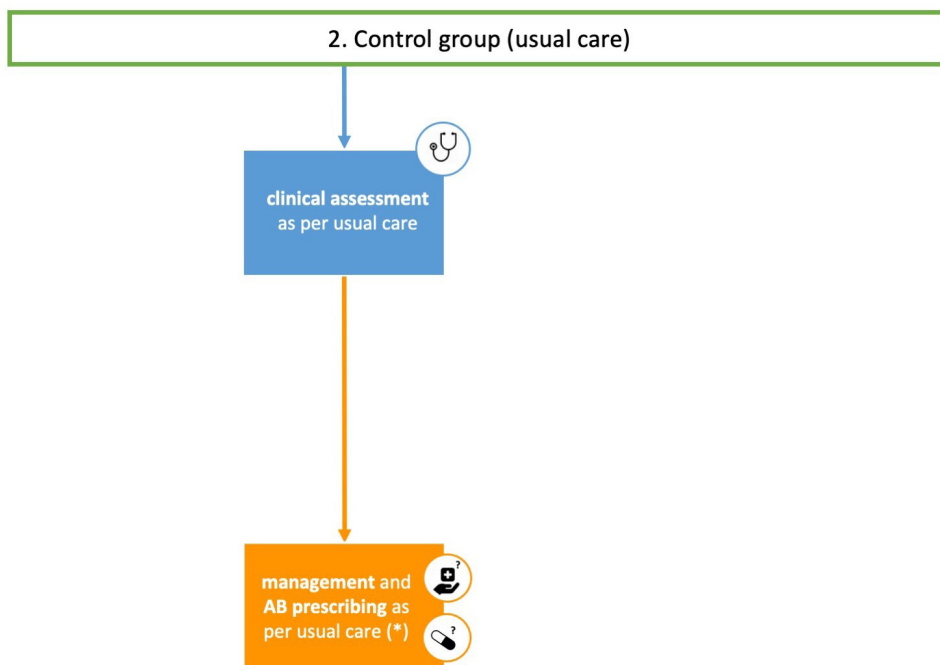 2. Control group (usual care)
clinical assessment
as per usual care
management and
AB prescribing as
per usual care (*)
?
?